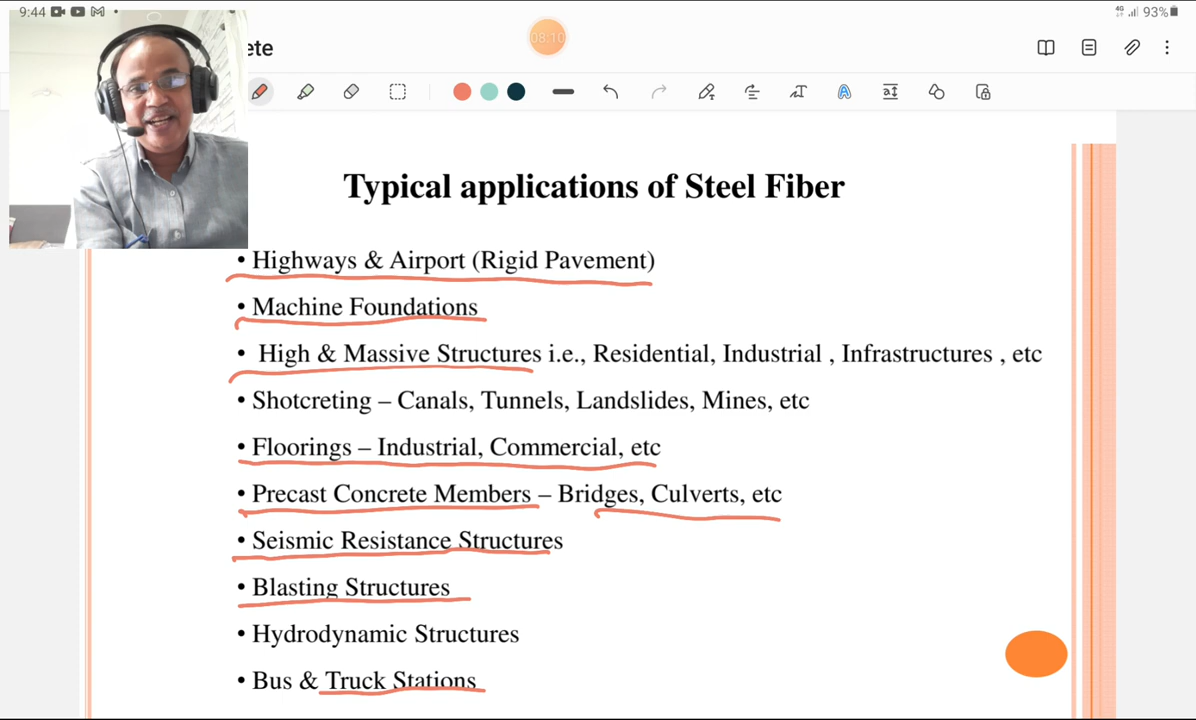 9:44
4G 93%
ete
08:10
Typical applications of Steel Fiber
• Highways & Airport (Rigid Pavement)
• Machine Foundations
• High & Massive Structures i.e., Residential, Industrial , Infrastructures , etc
• Shotcreting – Canals, Tunnels, Landslides, Mines, etc
• Floorings – Industrial, Commercial, etc
• Precast Concrete Members – Bridges, Culverts, etc
• Seismic Resistance Structures
• Blasting Structures
• Hydrodynamic Structures
• Bus & Truck Stations